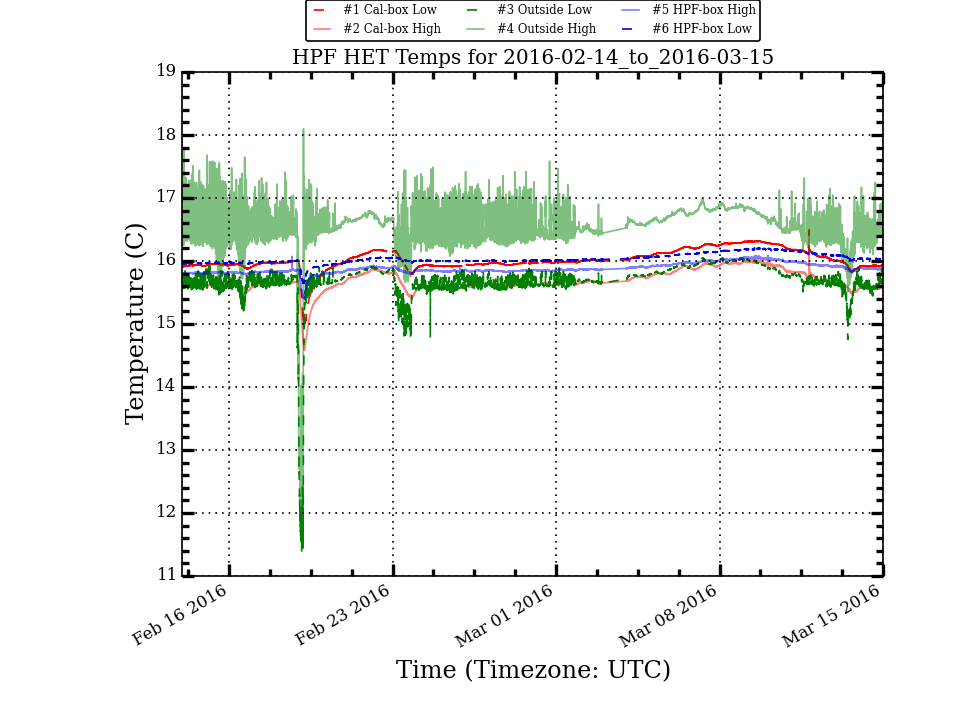 #1 Cal-box Low #3 Outside Low #5 HPF-box High
#2 Cal-box High #4 Outside High #6 HPF-box Low
HPF HET Temps for 2016-02-14_to_2016-03-15
19
18
17
16
15
14
13
12
11
Temperature (C)
Feb 16 2016 Feb 23 2016 Mar 01 2016 Mar 08 2016 Mar 15 2016
Time (Timezone: UTC)